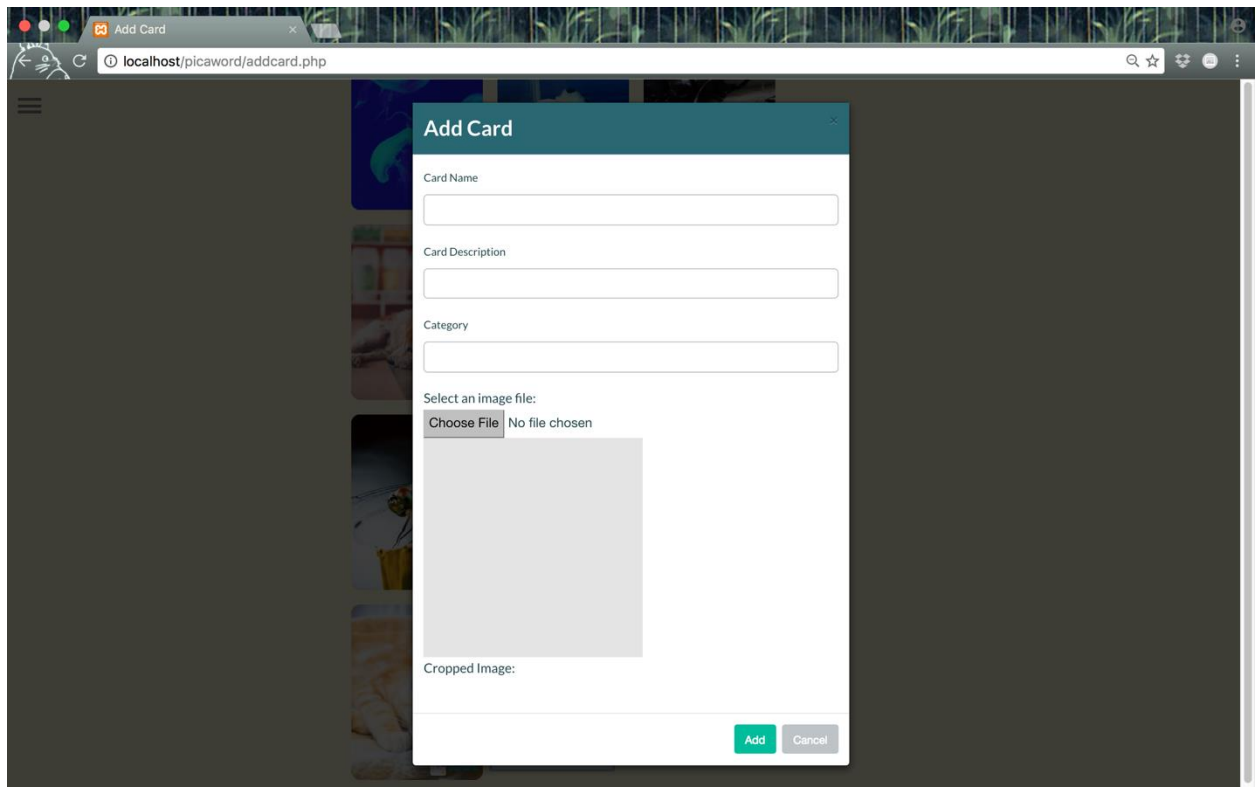 Add Card
localhost/picaword/addcard.php
Add Card
Card Name
Card Description
Category
Select an image file:
Choose File No file chosen
Cropped Image:
Add Cancel